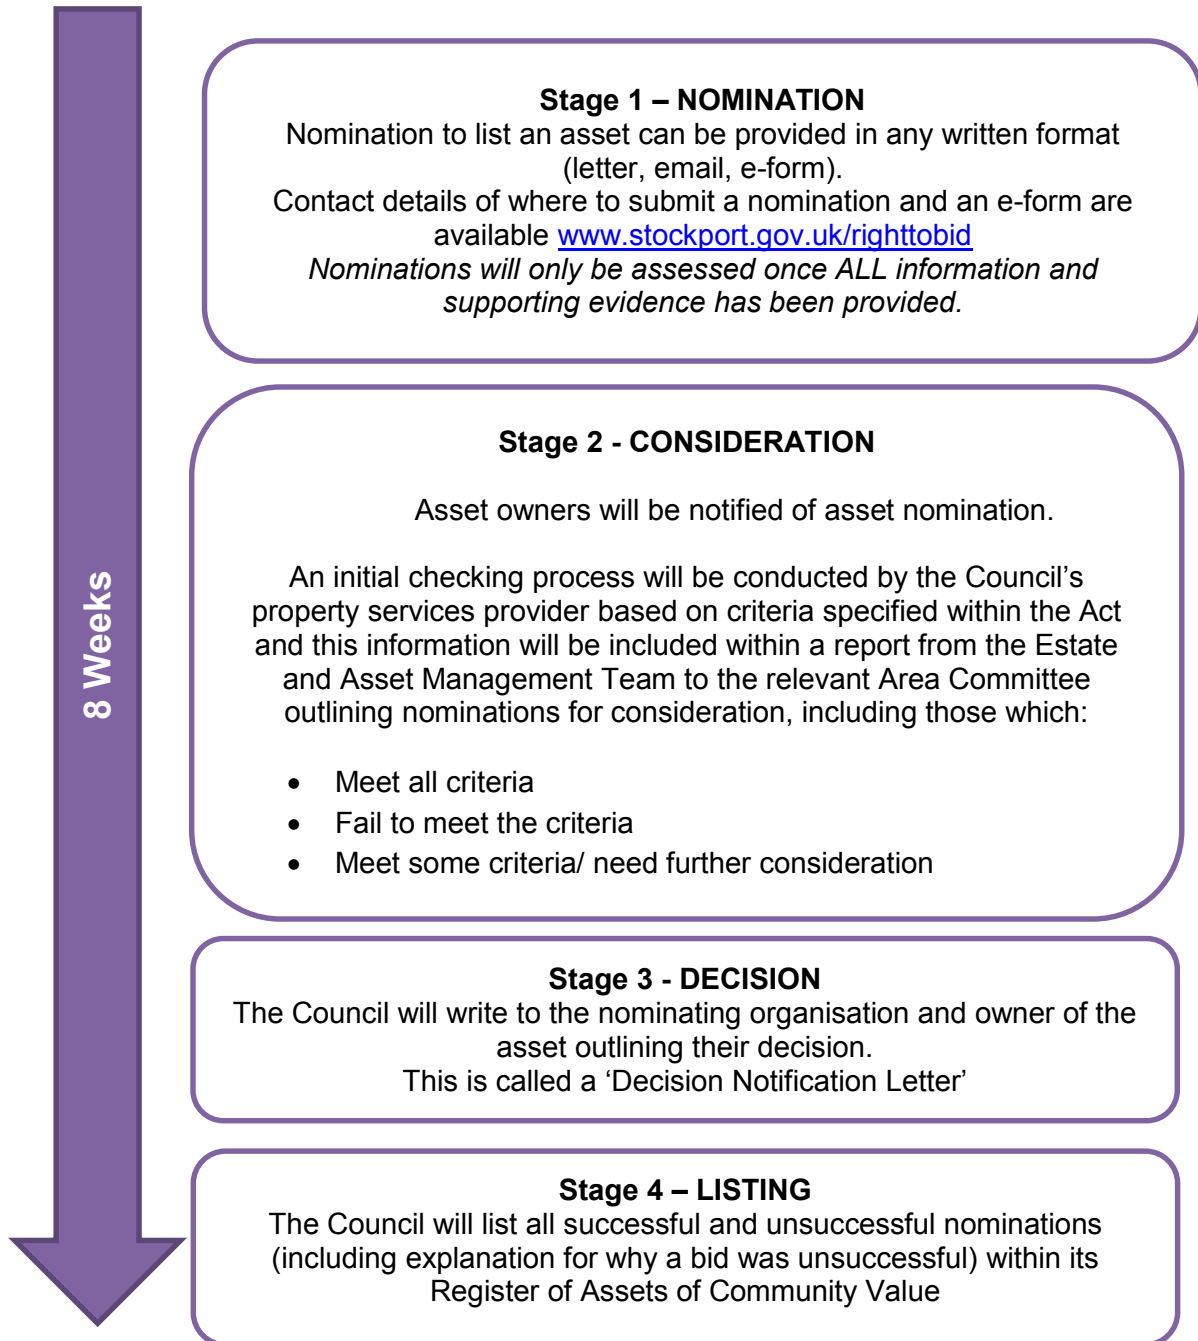 8 Weeks
Stage 1 – NOMINATION
Nomination to list an asset can be provided in any written format
(letter, email, e-form).
Contact details of where to submit a nomination and an e-form are
available www.stockport.gov.uk/righttobid
Nominations will only be assessed once ALL information and
supporting evidence has been provided.
Stage 2 - CONSIDERATION
Asset owners will be notified of asset nomination.
An initial checking process will be conducted by the Council’s
property services provider based on criteria specified within the Act
and this information will be included within a report from the Estate
and Asset Management Team to the relevant Area Committee
outlining nominations for consideration, including those which:
• Meet all criteria
• Fail to meet the criteria
• Meet some criteria/ need further consideration
Stage 3 - DECISION
The Council will write to the nominating organisation and owner of the
asset outlining their decision.
This is called a ‘Decision Notification Letter’
Stage 4 – LISTING
The Council will list all successful and unsuccessful nominations
(including explanation for why a bid was unsuccessful) within its
Register of Assets of Community Value